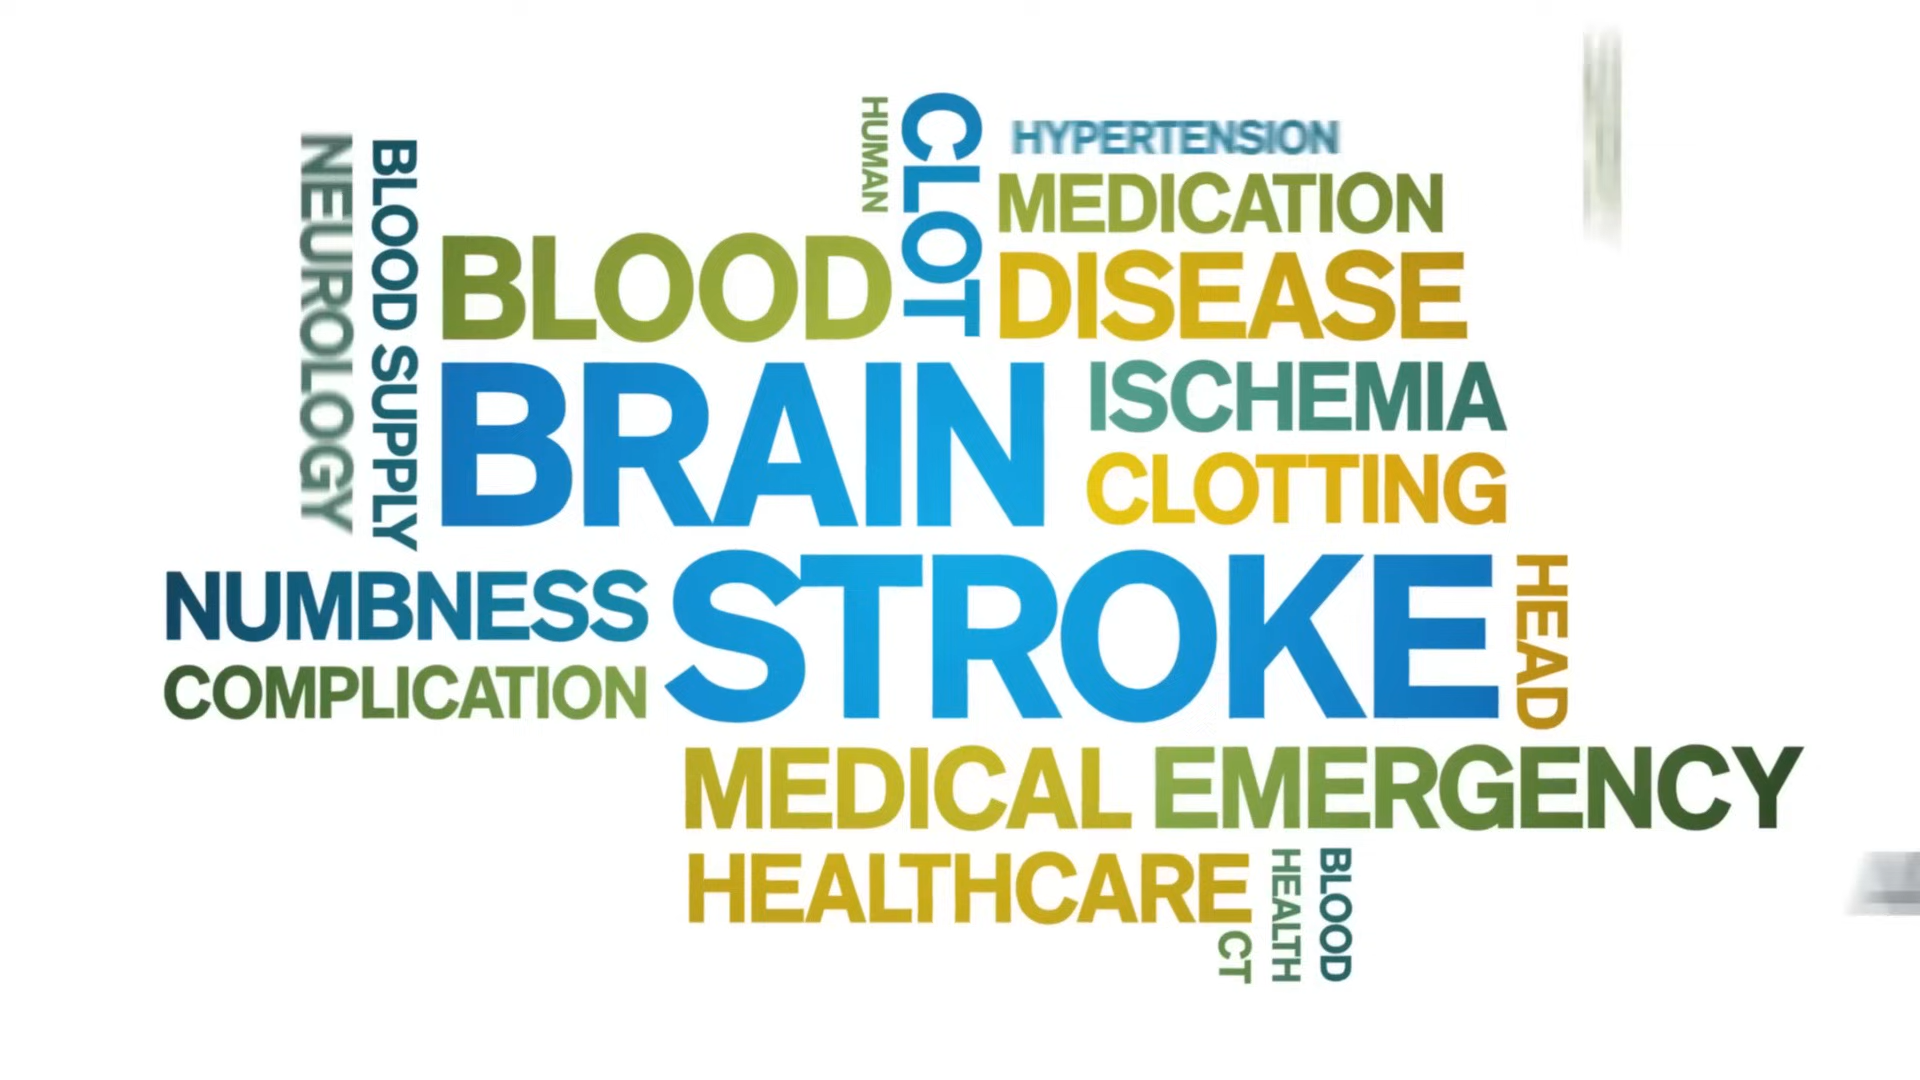 HUMAN
CLOT
HYPERTENSION
MEDICATION
NEUROLOGY
BLOOD SUPPLY
BLOOD
DISEASE
BRAIN
ISCHEMIA
CLOTTING
NUMBNESS
STROKE
HEAD
COMPLICATION
MEDICAL EMERGENCY
HEALTHCARE
HEALTH
BLOOD
CT